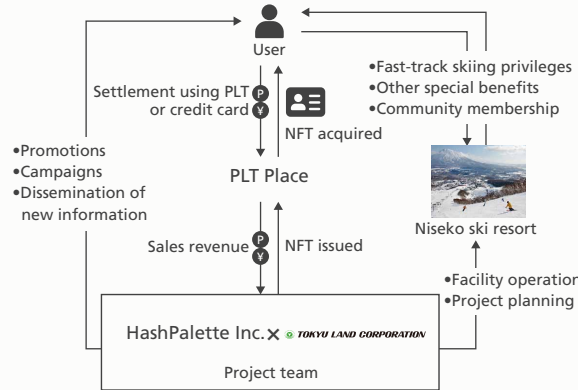 User
Settlement using PLT
or credit card
P
¥
NFT acquired
•Fast-track skiing privileges
•Other special benefits
•Community membership
•Promotions
•Campaigns
•Dissemination of
new information
PLT Place
Niseko ski resort
Sales revenue
P
¥
NFT issued
•Facility operation
•Project planning
HashPalette Inc.× TOKYU LAND CORPORATION
Project team